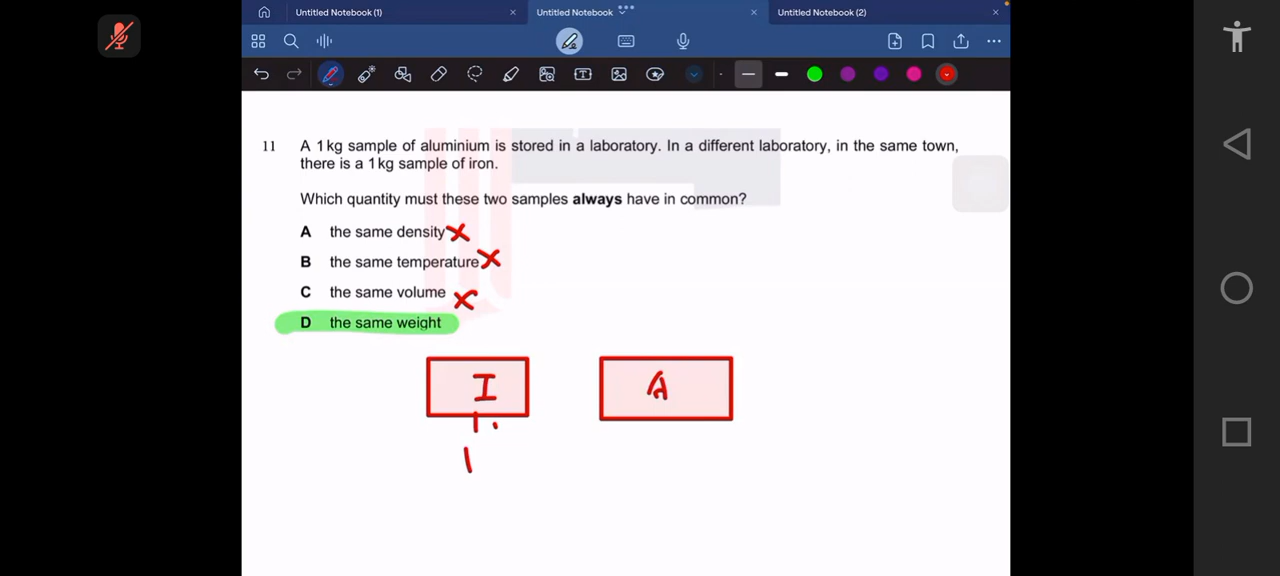 Untitled Notebook (1)
Untitled Notebook
Untitled Notebook (2)
11 A 1 kg sample of aluminium is stored in a laboratory. In a different laboratory, in the same town,
there is a 1 kg sample of iron.
Which quantity must these two samples always have in common?
A the same density
B the same temperature
C the same volume
D the same weight
I A